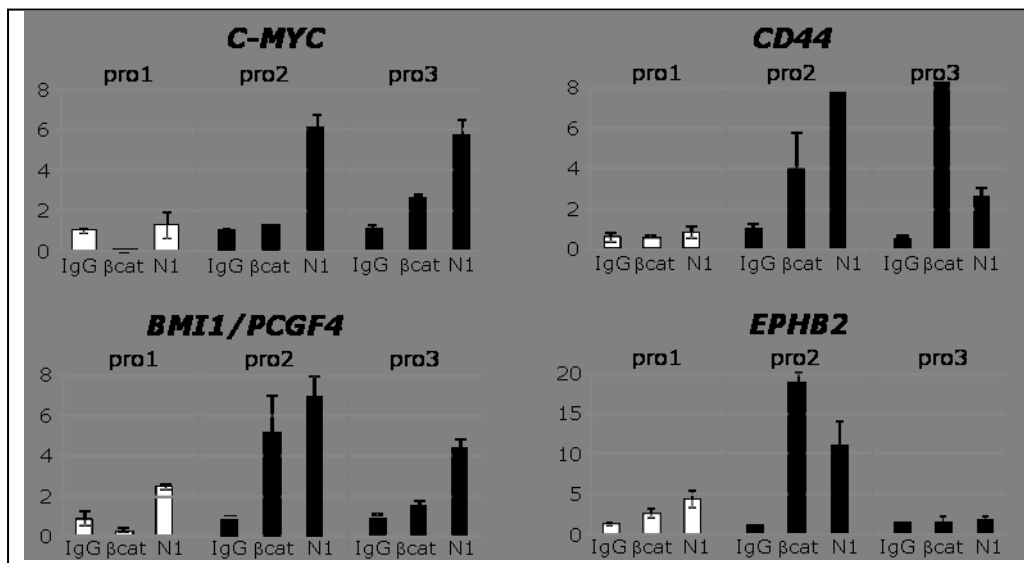 C-MYC
pro1 pro2 pro3
8
6
4
2
0
IgG βcat N1 IgG βcat N1 IgG βcat N1
CD44
pro1 pro2 pro3
8
6
4
2
0
IgG βcat N1 IgG βcat N1 IgG βcat N1
BMI1/PCGF4
pro1 pro2 pro3
8
6
4
2
0
IgG βcat N1 IgG βcat N1 IgG βcat N1
EPHB2
pro1 pro2 pro3
20
15
10
5
0
IgG βcat N1 IgG βcat N1 IgG βcat N1